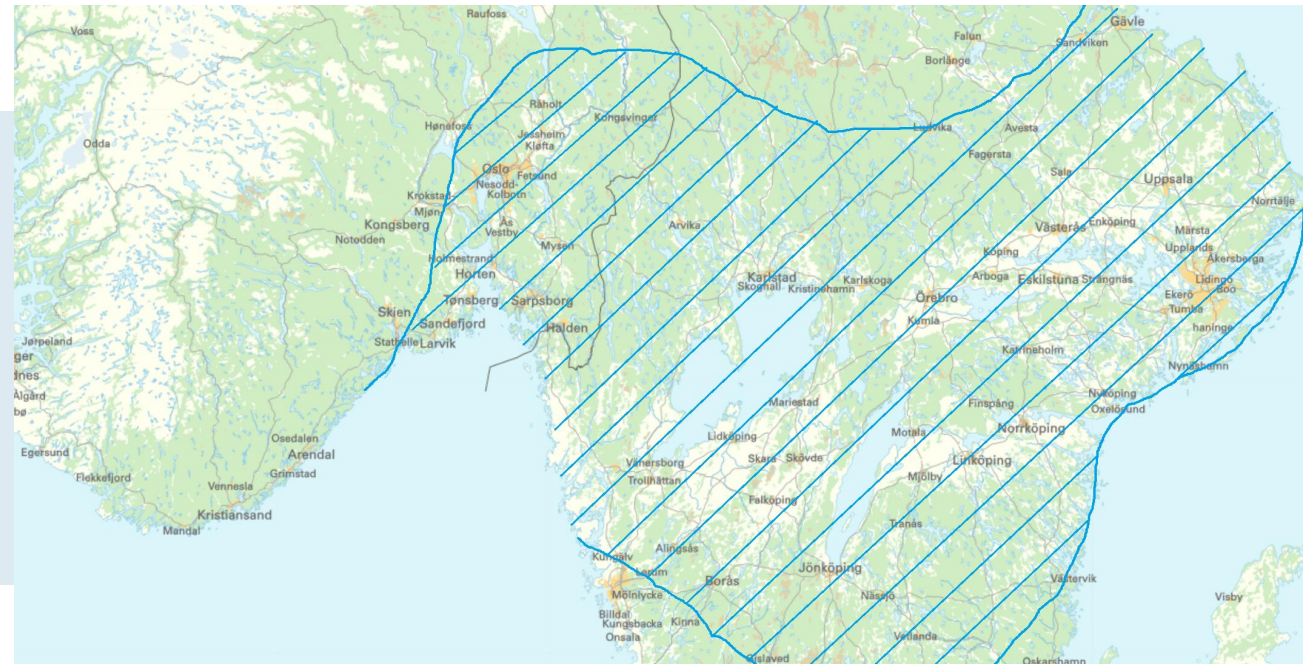 Voss
Raufoss
Gävle
Falun
Sandviken
Borlänge
Råholt
Kongsvinger
Hønefoss
Jessheim
Kløfta
Ludvika
Avesta
Odda
Fagersta
Oslo
Fetsund
Sala
Uppsala
Nesodd-
Kolbotn
Krokstad-
Mjøn
Norrtälje
Kongsberg
Ås
Vestby
Arvika
Västerås
Enköping
Märsta
Notodden
Mysen
Upplands
Köping
Åkersberga
Holmestrand
Horten
Karlstad
Skoghall
Kristinehamn
Karlskoga
Arboga
Eskilstuna
Strängnäs
Lidingö
Boo
Tønsberg
Sarpsborg
Örebro
Ekerö
Tumba
Skien
Sandefjord
Halden
Kumla
haninge
Jørpeland
Stathelle
Larvik
Katrineholm
ger
Nynäshamn
dnes
Ålgård
Nyköping
bø
Mariestad
Finspång
Oxelösund
Osedalen
Lidköping
Motala
Norrköping
Egersund
Arendal
Vänersborg
Skara
Skövde
Linköping
Flekkefjord
Grimstad
Trollhättan
Mjölby
Vennesla
Falköping
Kristiansand
Tranås
Mandal
Kungälv
Alingsås
Lerum
Borås
Jönköping
Västervik
Mölnlycke
Nässjö
Visby
Billdal
Kungsbacka
Kinna
Onsala
Vetlanda
Gislaved
Oskarshamn